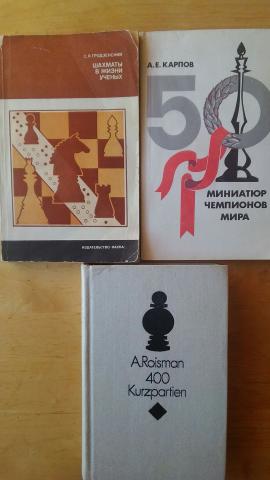 С.Я.ГРОДЗЕНСКИЙ
ШАХМАТЫ
В ЖИЗНИ
УЧЕНЫХ
ИЗДАТЕЛЬСТВО «НАУКА»
А.Е.КАРПОВ
50
МИНИАТЮР
ЧЕМПИОНОВ
МИРА
A.Roisman
400
Kurzpartien